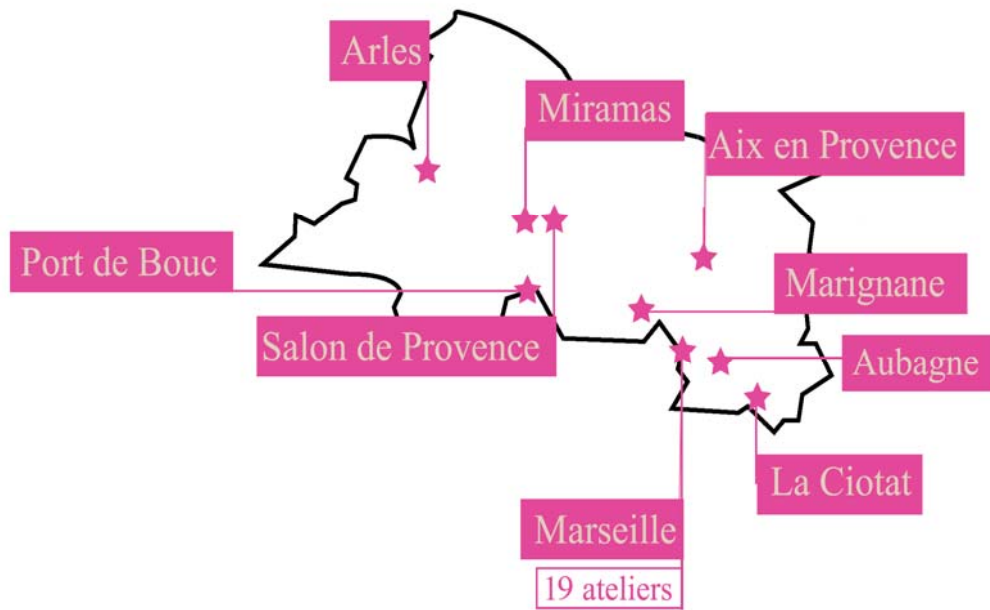 Arles
Miramas
Aix en Provence
Port de Bouc
Marignane
Salon de Provence
Aubagne
La Ciotat
Marseille
19 ateliers